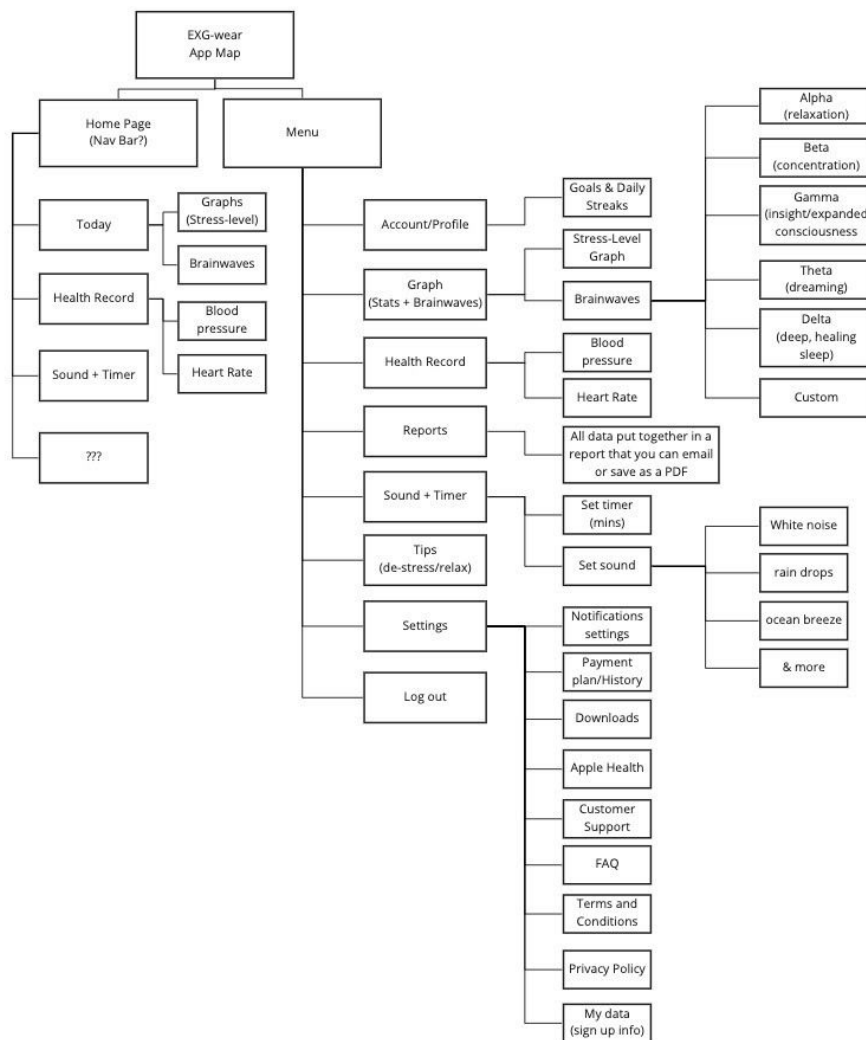 EXG-wear
App Map
Home Page
(Nav Bar?)
Today
Graphs
(Stress-level)
Brainwaves
Health Record
Blood
pressure
Heart Rate
Sound + Timer
???
Menu
Account/Profile
Goals & Daily
Streaks
Graph
(Stats + Brainwaves)
Stress-Level
Graph
Brainwaves
Alpha
(relaxation)
Beta
(concentration)
Gamma
(insight/expanded
consciousness
Theta
(dreaming)
Delta
(deep, healing
sleep)
Custom
Health Record
Blood
pressure
Heart Rate
Reports
All data put together in a
report that you can email
or save as a PDF
Sound + Timer
Set timer
(mins)
Set sound
White noise
rain drops
ocean breeze
& more
Tips
(de-stress/relax)
Settings
Notifications
settings
Payment
plan/History
Downloads
Apple Health
Customer
Support
FAQ
Terms and
Conditions
Privacy Policy
My data
(sign up info)
Log out